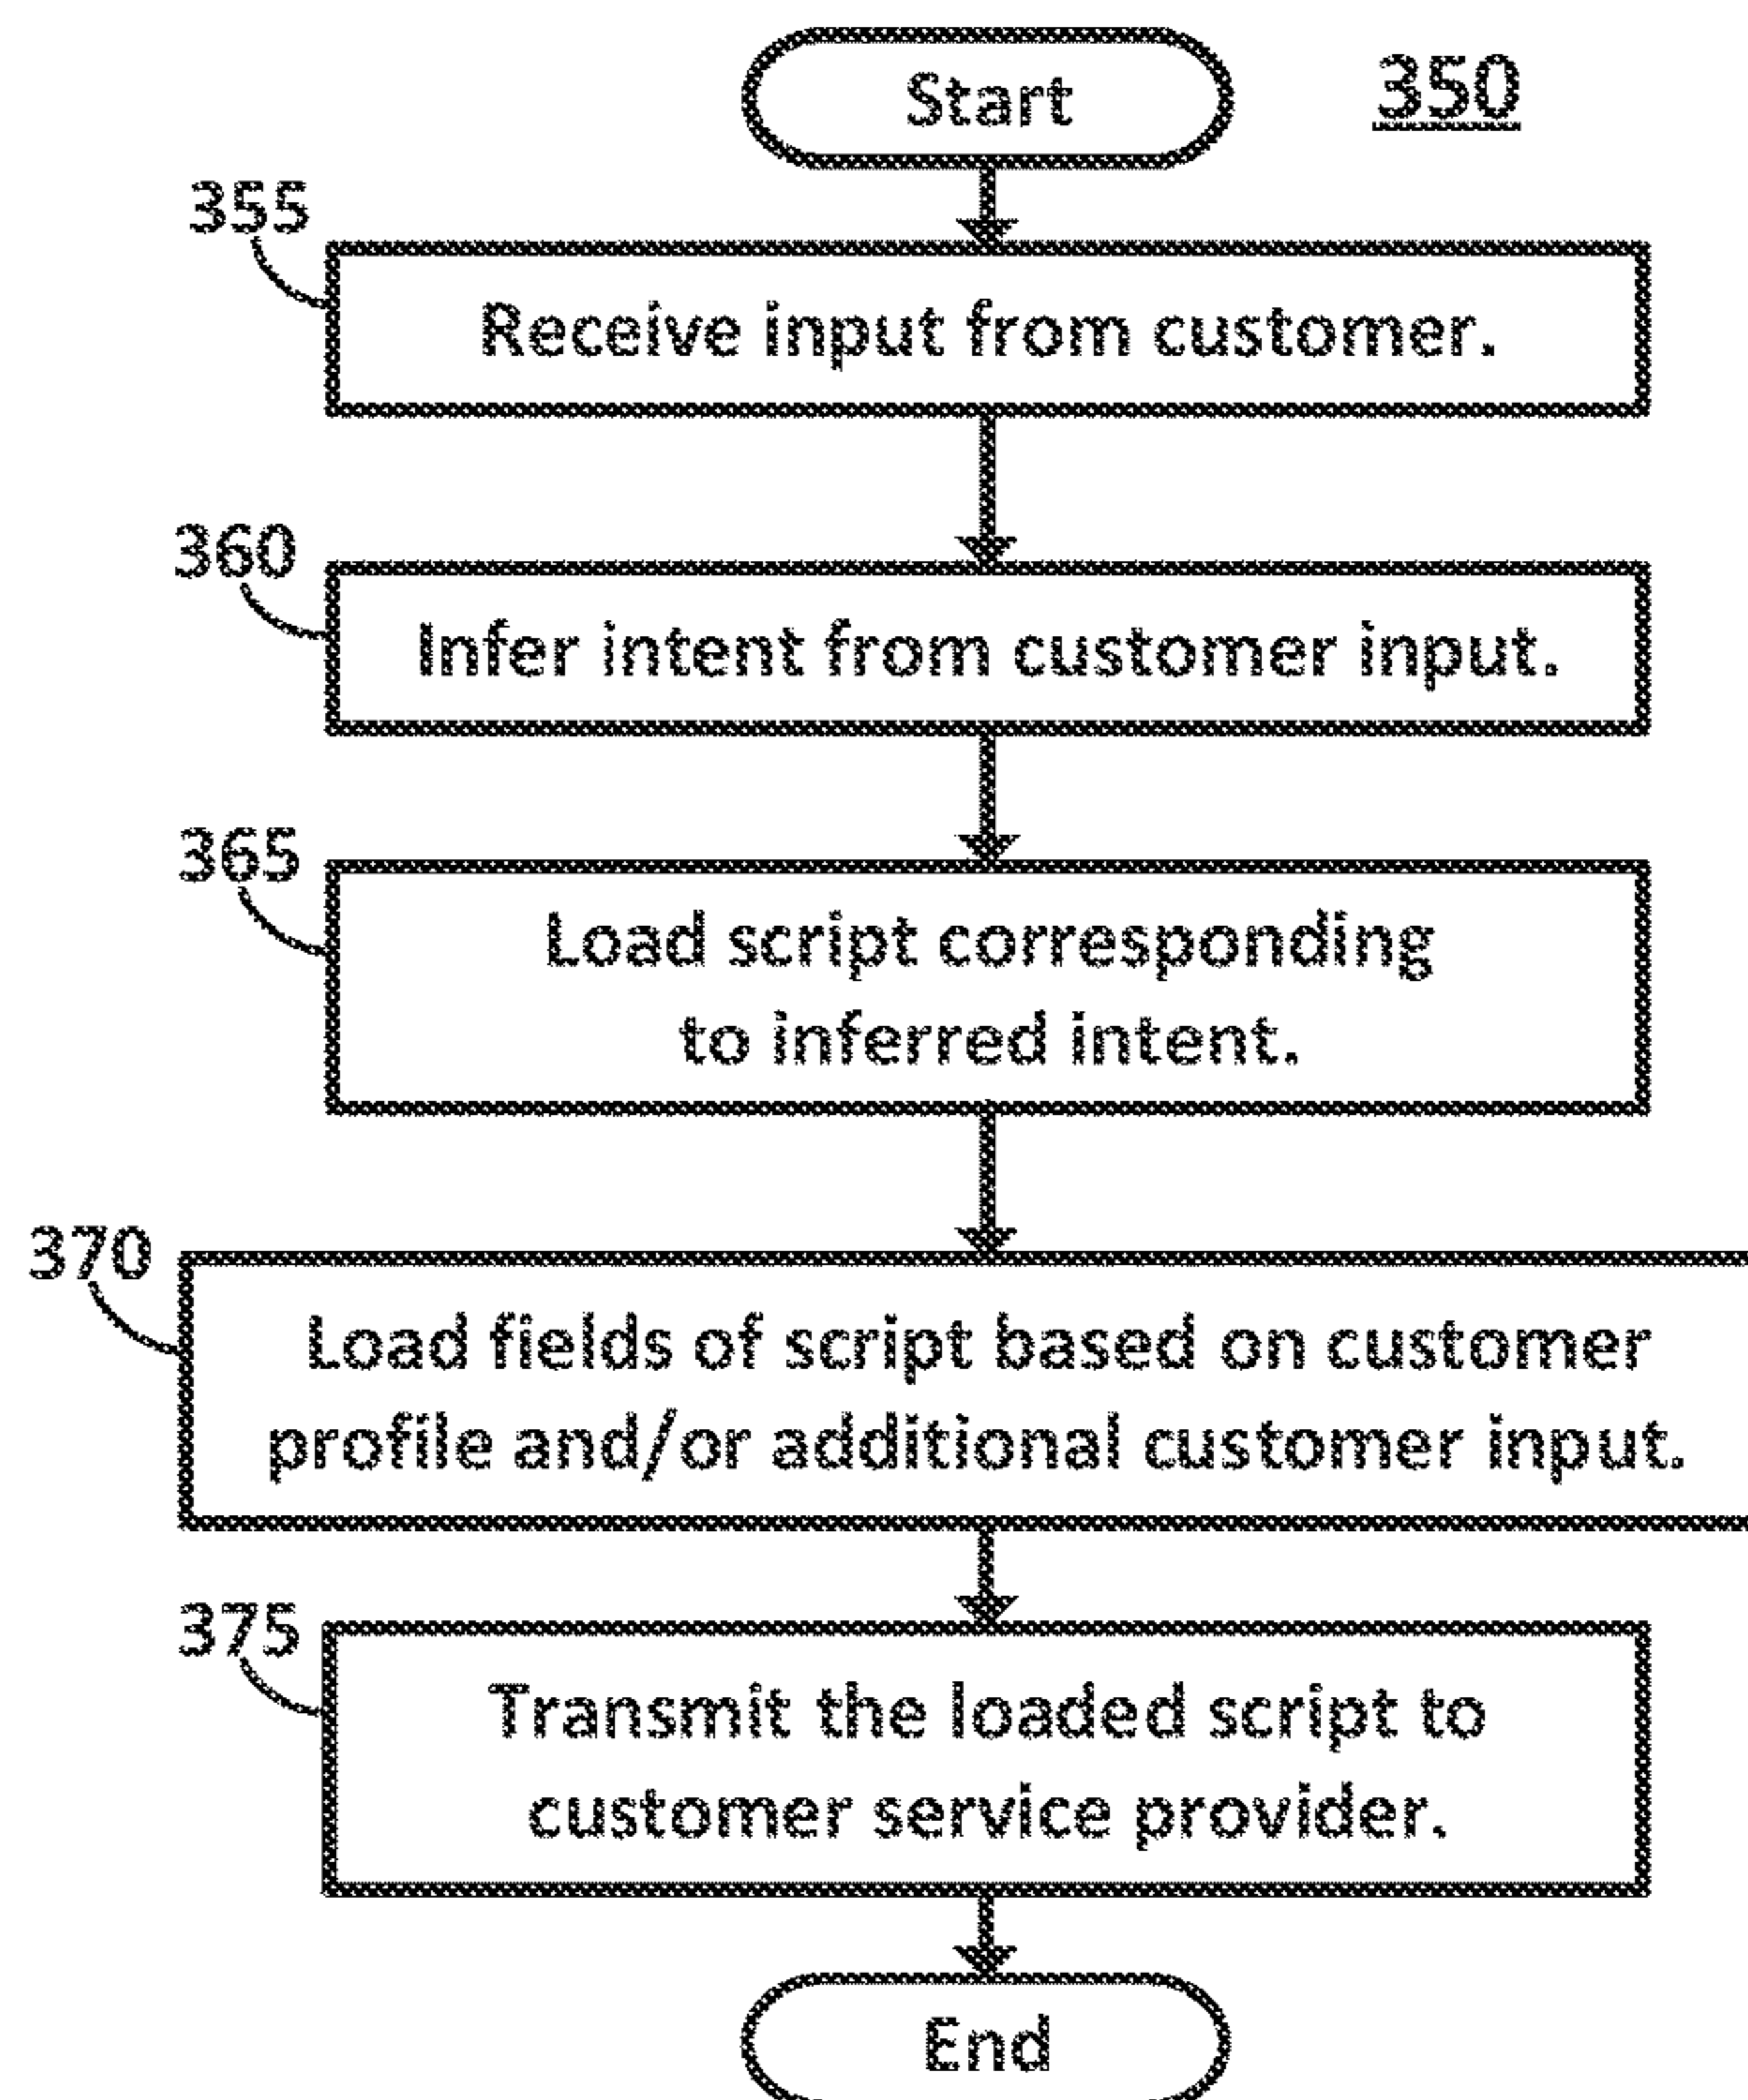 Start
350
355
Receive input from customer.
360
Infer intent from customer input.
365
Load script corresponding
to inferred intent.
370
Load fields of script based on customer
profile and/or additional customer input.
375
Transmit the loaded script to
customer service provider.
End